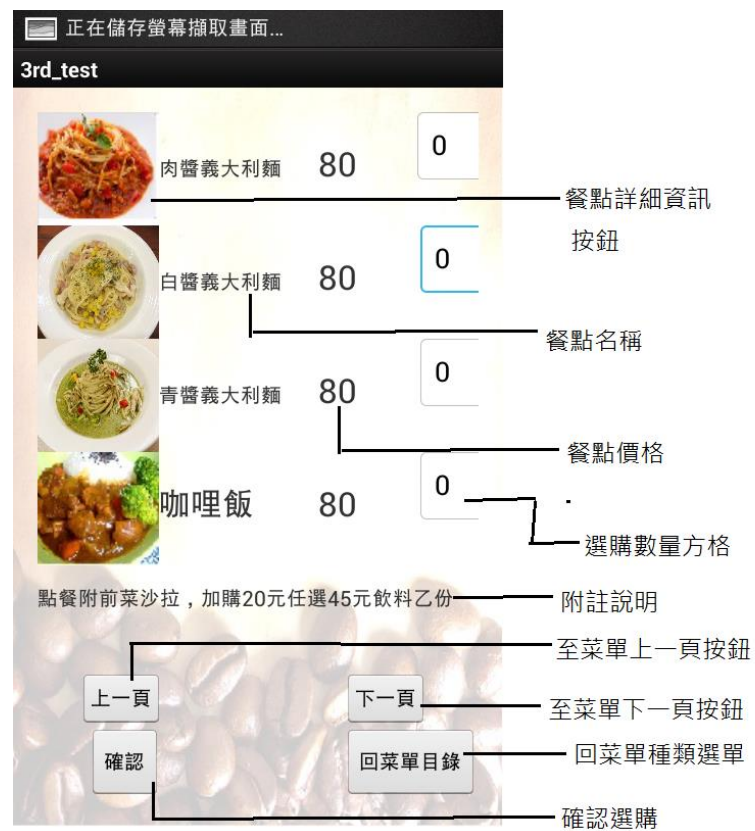 正在儲存螢幕擷取畫面...
3rd_test
肉醬義大利麵 80 0
餐點詳細資訊
按鈕
白醬義大利麵 80 0
餐點名稱
青醬義大利麵 80 0
餐點價格
咖哩飯 80 0
選購數量方格
點餐附前菜沙拉，加購20元任選45元飲料乙份
附註說明
至菜單上一頁按鈕
上一頁 下一頁
至菜單下一頁按鈕
確認 回菜單目錄
回菜單種類選單
確認選購